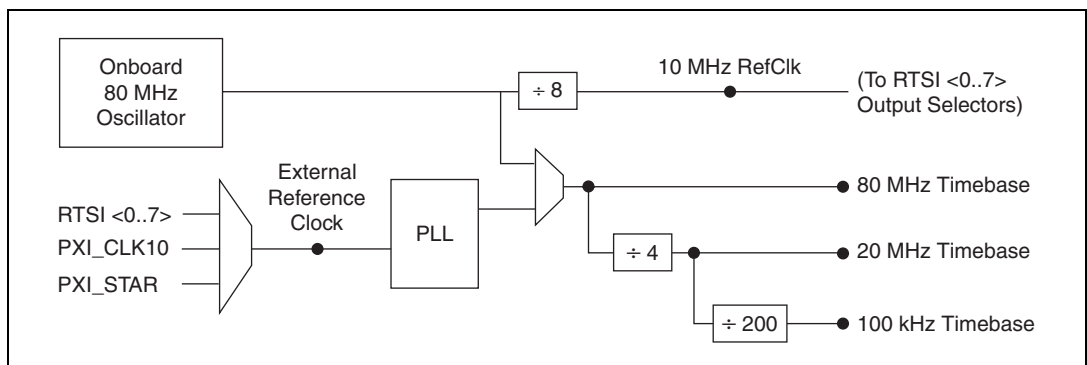 Onboard
80 MHz
Oscillator
÷ 8
10 MHz RefClk
(To RTSI <0..7>
Output Selectors)
External
Reference
Clock
RTSI <0..7>
PXI_CLK10
PXI_STAR
PLL
80 MHz Timebase
÷ 4
20 MHz Timebase
÷ 200
100 kHz Timebase